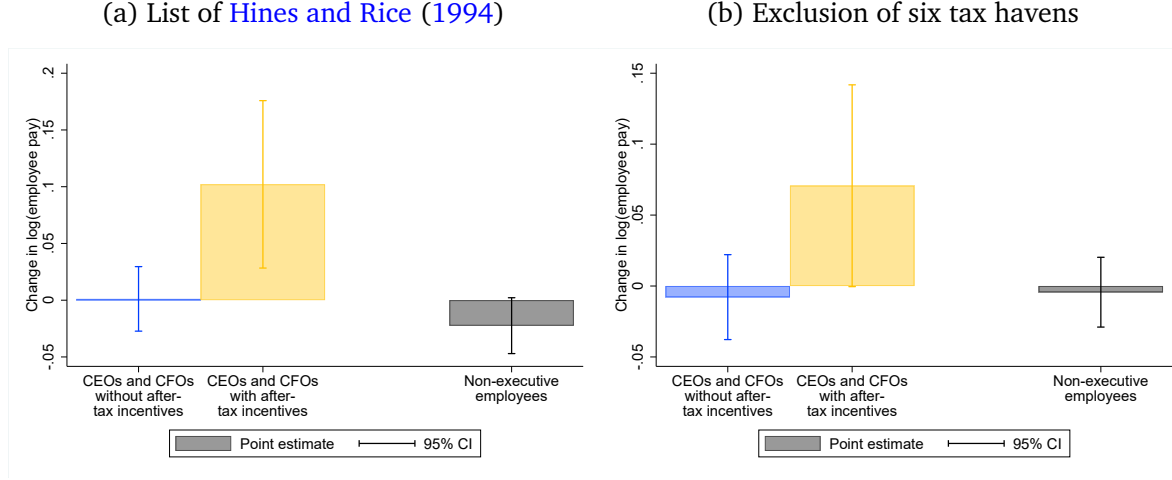 (a) List of Hines and Rice (1994)
Change in log(employee pay)
.2
.15
.1
.05
0
-.05
CEOs and CFOs
without after-
tax incentives
CEOs and CFOs
with after-
tax incentives
Non-executive
employees
Point estimate
95% CI
(b) Exclusion of six tax havens
Change in log(employee pay)
.15
.1
.05
0
-.05
CEOs and CFOs
without after-
tax incentives
CEOs and CFOs
with after-
tax incentives
Non-executive
employees
Point estimate
95% CI